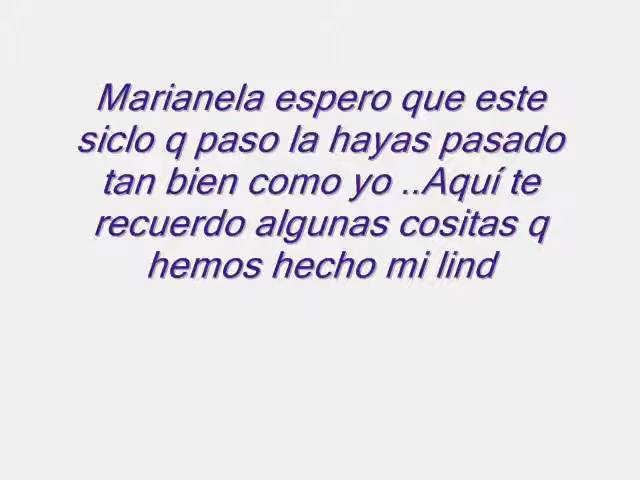 Marianela espero que este
siclo q paso la hayas pasado
tan bien como yo ..Aquí te
recuerdo algunas cositas q
hemos hecho mi lind